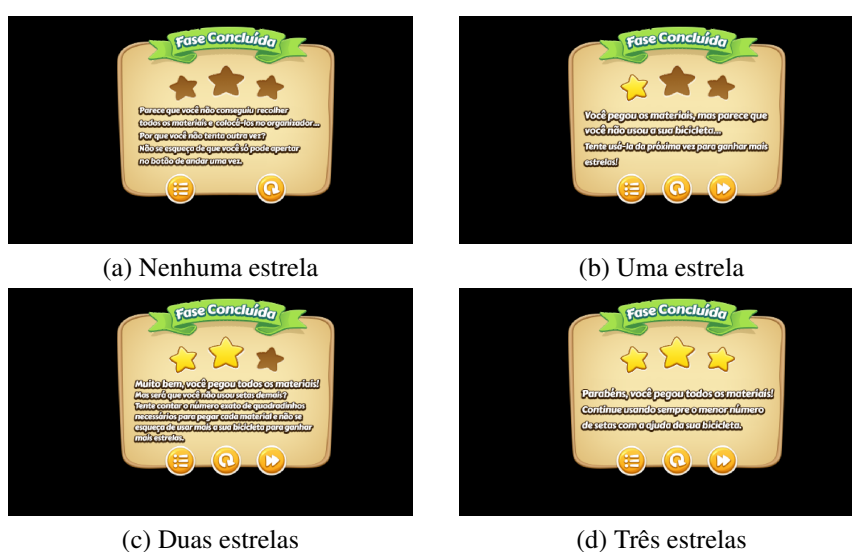 Fase Concluída
Parece que você não conseguiu recolher
todos os materiais e colocá-los no organizador...
Por que você não tenta outra vez?
Não se esqueça de que você só pode apertar
no botão de andar uma vez.
(a) Nenhuma estrela
Fase Concluída
Você pegou os materiais, mas parece que
você não usou a sua bicicleta...
Tente usá-la da próxima vez para ganhar mais
estrelas!
(b) Uma estrela
Fase Concluída
Muito bem, você pegou todos os materiais!
Mas será que você não usou setas demais?
Tente contar o número exato de quadradinhos
necessários para pegar cada material e não se
esqueça de usar mais a sua bicicleta para ganhar
mais estrelas.
(c) Duas estrelas
Fase Concluída
Parabéns, você pegou todos os materiais!
Continue usando sempre o menor número
de setas com a ajuda da sua bicicleta.
(d) Três estrelas